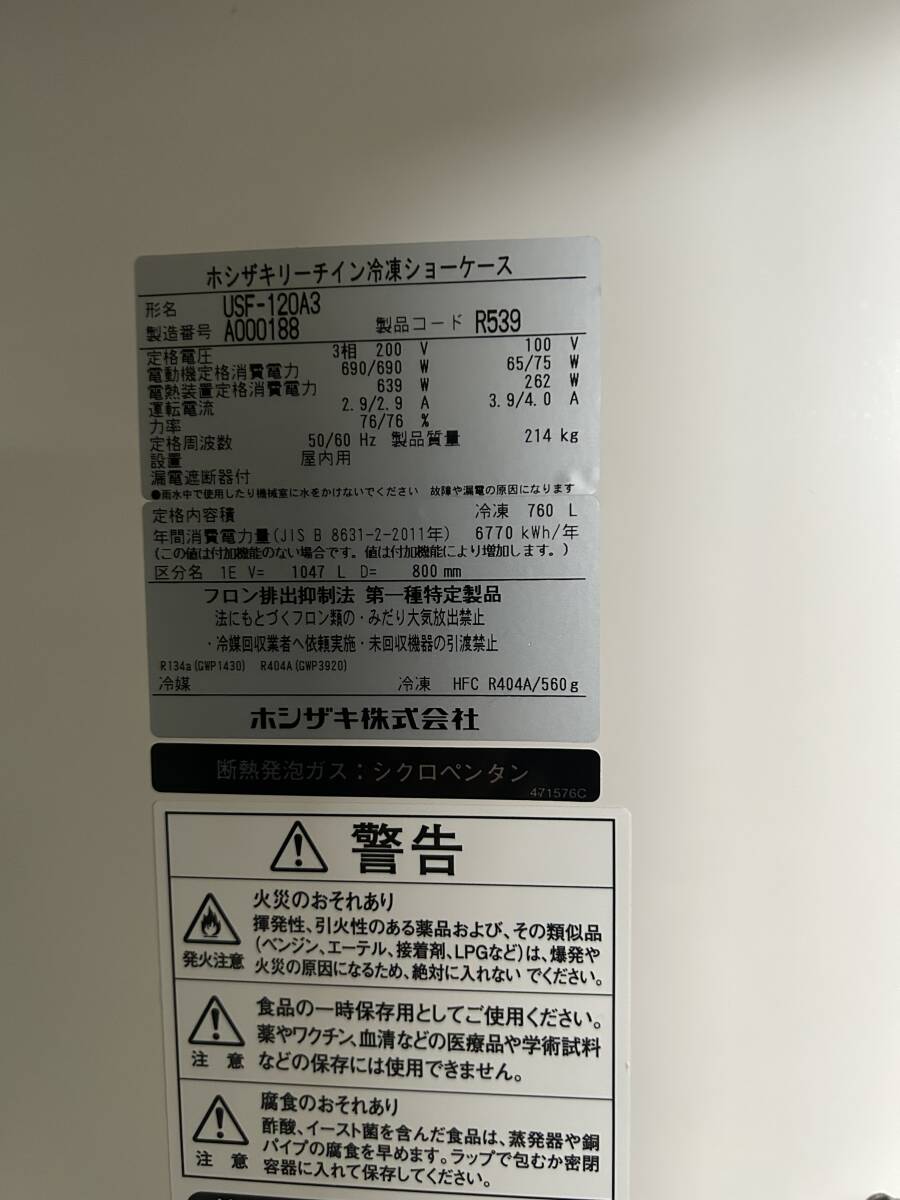 ホシザキリーチイン冷凍ショーケース
形名 USF-120A3
製造番号 A000188 製品コード R539
定格電圧 3相 200 V 100 V
電動機定格消費電力 690/690 W 65/75 W
電熱装置定格消費電力 639 W 262 W
運転電流 2.9/2.9 A 3.9/4.0 A
力率 76/76 %
定格周波数 50/60 Hz 製品質量 214 kg
設置 屋内用
漏電遮断器付
●雨水中で使用したり機械室に水をかけないでください 故障や漏電の原因になります
定格内容積 冷凍 760 L
年間消費電力量(JIS B 8631-2-2011年) 6770 kWh/年
(この値は付加機能のない場合です。値は付加機能により増加します。)
区分名 1E V= 1047 L D= 800 mm
フロン排出抑制法 第一種特定製品
法にもとづくフロン類の・みだり大気放出禁止
・冷媒回収業者へ依頼実施・未回収機器の引渡禁止
R134a(GWP1430) R404A(GWP3920)
冷媒 冷凍 HFC R404A/560g
ホシザキ株式会社
断熱発泡ガス:シクロペンタン
471576C
警告
発火注意
火災のおそれあり
揮発性、引火性のある薬品および、その類似品
(ベンジン、エーテル、接着剤、LPGなど)は、爆発や
火災の原因になるため、絶対に入れないでください。
注意
食品の一時保存用としてご使用ください。
薬やワクチン、血清などの医療品や学術試料
などの保存には使用できません。
注意
腐食のおそれあり
酢酸、イースト菌を含んだ食品は、蒸発器や銅
パイプの腐食を早めます。ラップで包むか密閉
容器に入れて保存してください。